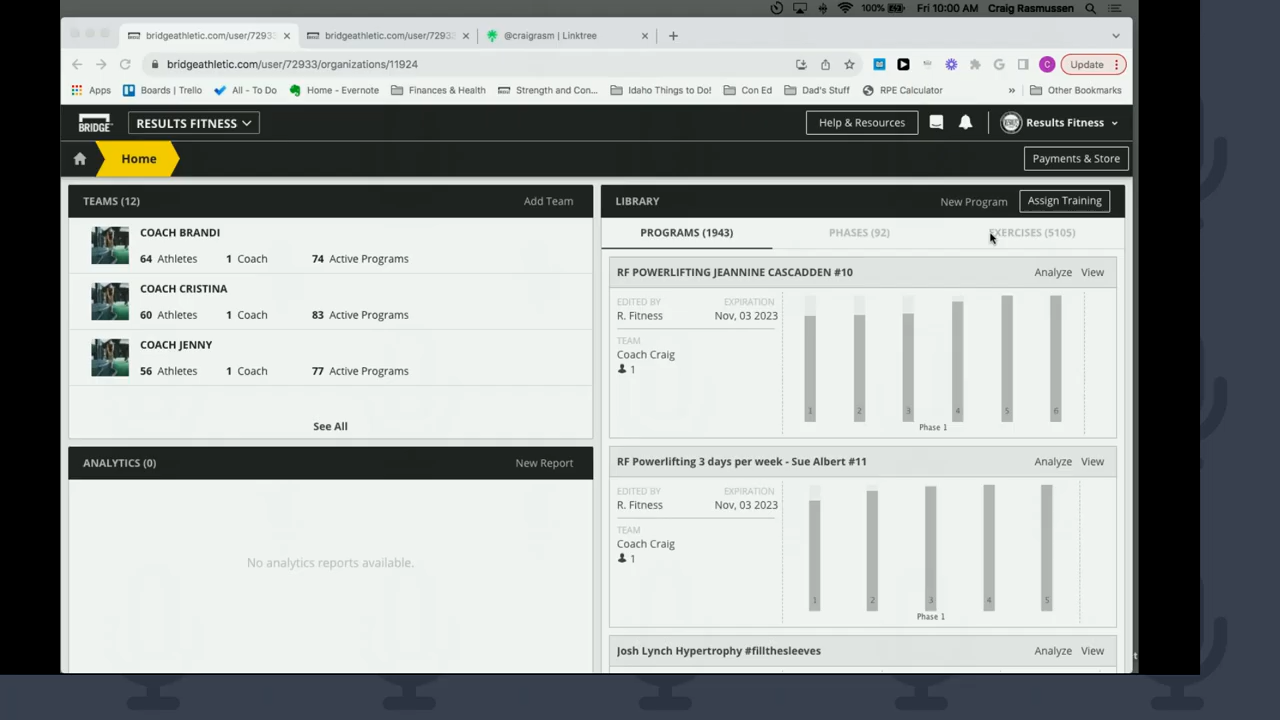 100% Fri 10:00 AM Craig Rasmussen
bridgeathletic.com/user/7293 bridgeathletic.com/user/7293 @craigrasm | Linktree
bridgeathletic.com/user/72933/organizations/11924 C Update
Apps Boards | Trello All - To Do Home - Evernote Finances & Health Strength and Con... Idaho Things to Do! Con Ed Dad's Stuff RPE Calculator » Other Bookmarks
BRIDGE RESULTS FITNESS Help & Resources Results Fitness
Home Payments & Store
TEAMS (12) Add Team
COACH BRANDI
64 Athletes 1 Coach 74 Active Programs
COACH CRISTINA
60 Athletes 1 Coach 83 Active Programs
COACH JENNY
56 Athletes 1 Coach 77 Active Programs
See All
ANALYTICS (0) New Report
No analytics reports available.
LIBRARY New Program Assign Training
PROGRAMS (1943) PHASES (92) EXERCISES (5105)
RF POWERLIFTING JEANNINE CASCADDEN #10 Analyze View
EDITED BY EXPIRATION
R. Fitness Nov, 03 2023
TEAM
Coach Craig
1
1 2 3 4 5 6
Phase 1
RF Powerlifting 3 days per week - Sue Albert #11 Analyze View
EDITED BY EXPIRATION
R. Fitness Nov, 03 2023
TEAM
Coach Craig
1
1 2 3 4 5
Phase 1
Josh Lynch Hypertrophy #fillthesleeves Analyze View